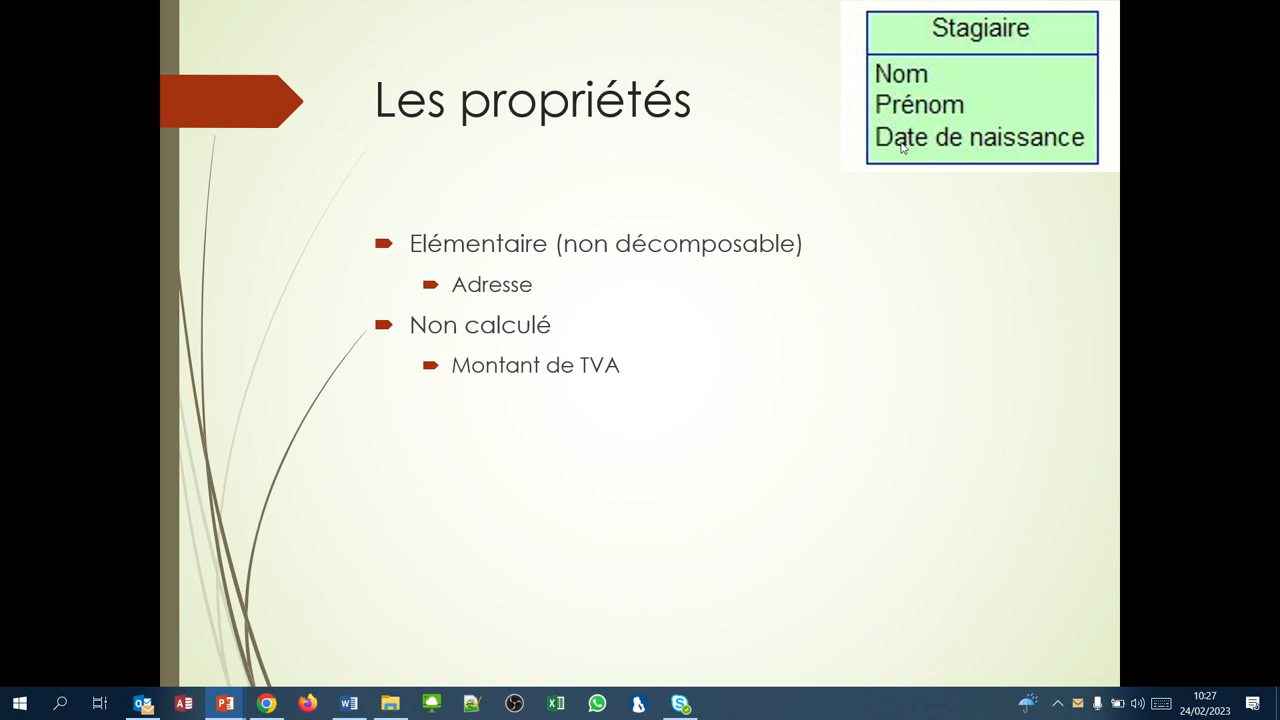 Stagiaire
Nom
Prénom
Date de naissance
Les propriétés
Elémentaire (non décomposable)
Adresse
Non calculé
Montant de TVA
10:27
24/02/2023